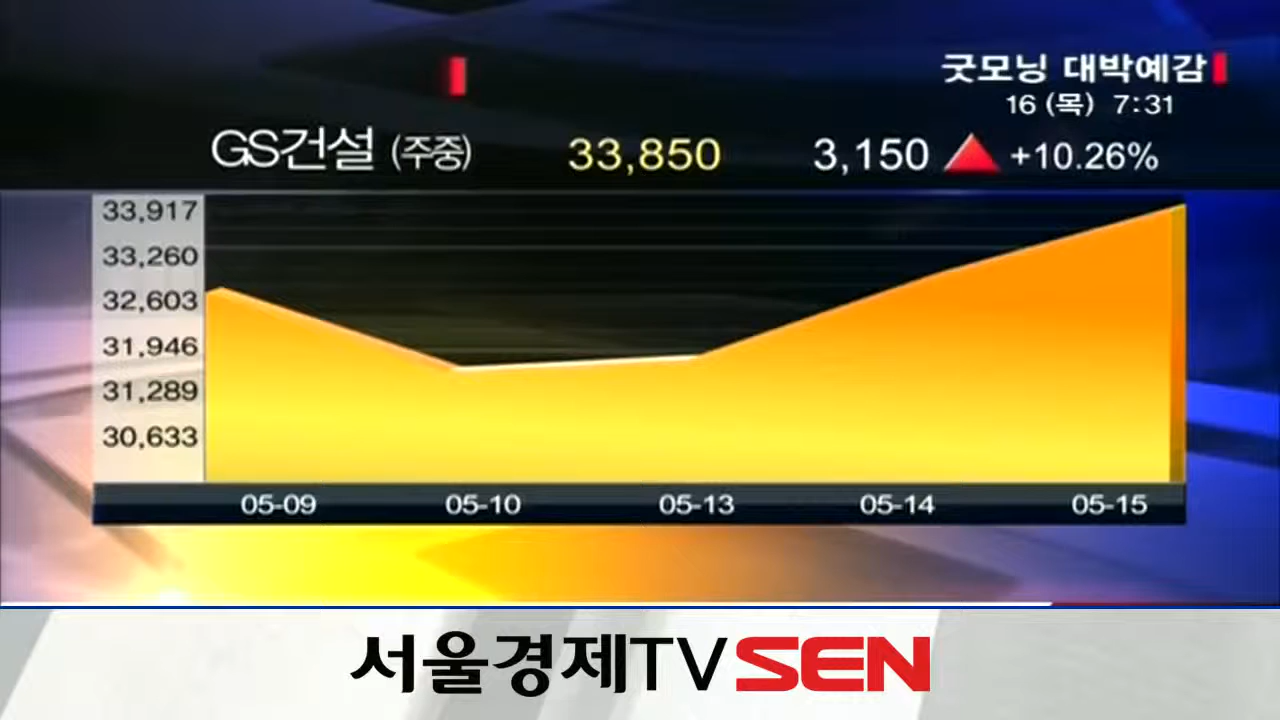 굿모닝 대박예감
16 (목) 7:31
GS건설 (주중) 33,850 3,150 ▲ +10.26%
33,917
33,260
32,603
31,946
31,289
30,633
05-09 05-10 05-13 05-14 05-15
서울경제TV SEN